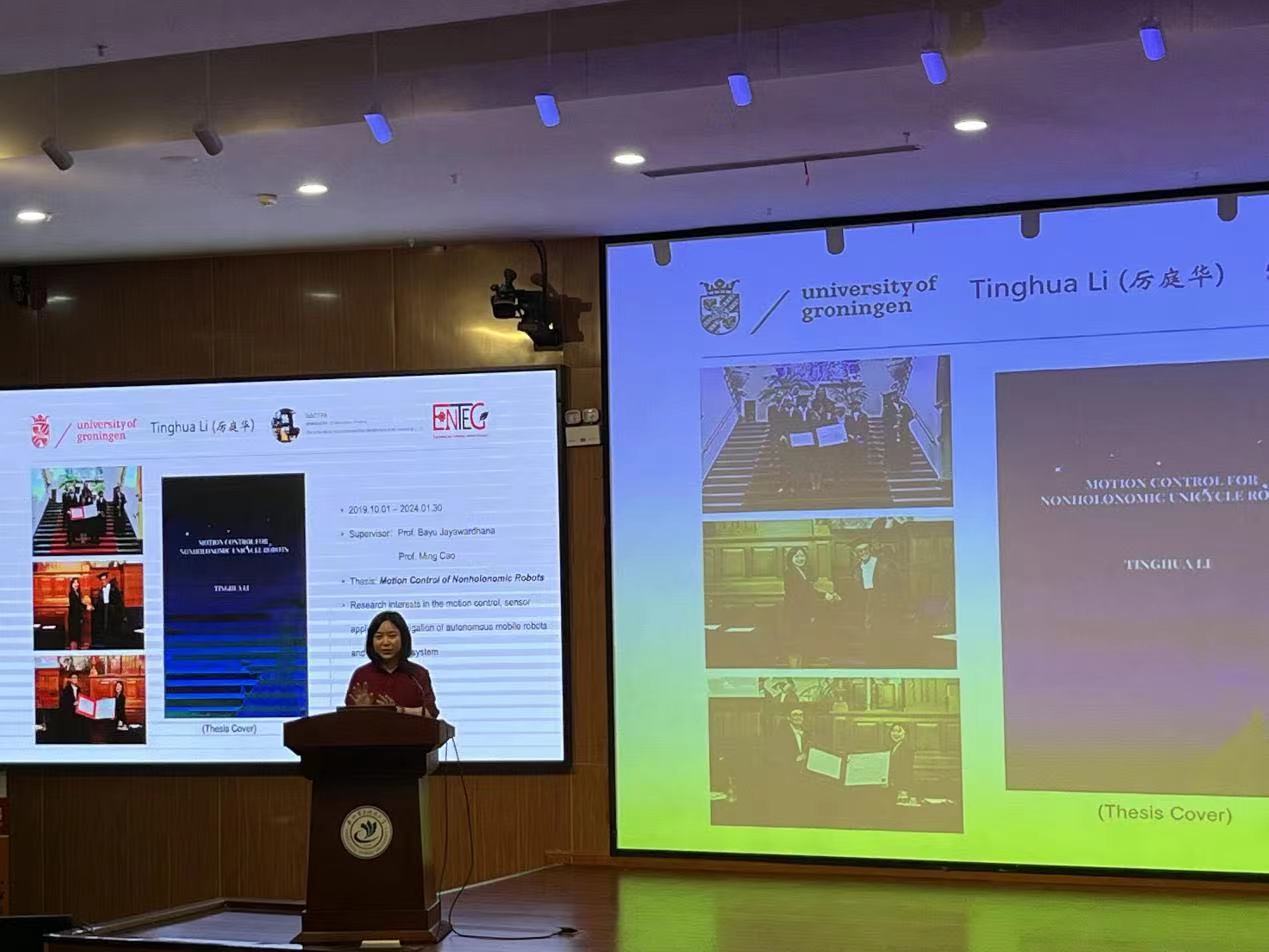 university of
groningen
Tinghua Li (厉庭华)
ENTEG
MOTION CONTROL FOR
NONHOLONOMIC UNICYCLE ROBOTS
TINGHUA LI
(Thesis Cover)
• 2019.10.01 – 2024.01.30
• Supervisor: Prof. Bayu Jayawardhana
Prof. Ming Cao
• Thesis: Motion Control of Nonholonomic Robots
• Research interests in the motion control, sensor
gation of autonomous mobile robots
and
system
university of
groningen
Tinghua Li (厉庭华)
MOTION CONTROL FOR
NONHOLONOMIC UNICYCLE RO
TINGHUA LI
(Thesis Cover)